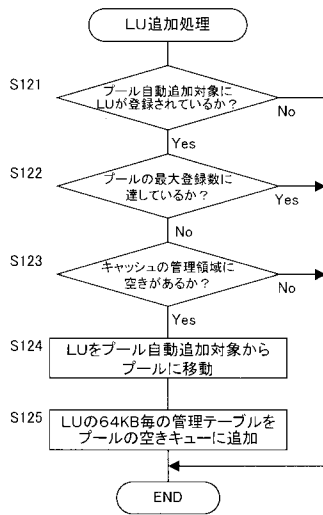 LU追加処理
S121
プール自動追加対象に
LUが登録されているか？
No
Yes
S122
プールの最大登録数に
達しているか？
Yes
No
S123
キャッシュの管理領域に
空きがあるか？
No
Yes
S124
LUをプール自動追加対象から
プールに移動
S125
LUの64KB毎の管理テーブルを
プールの空きキューに追加
END